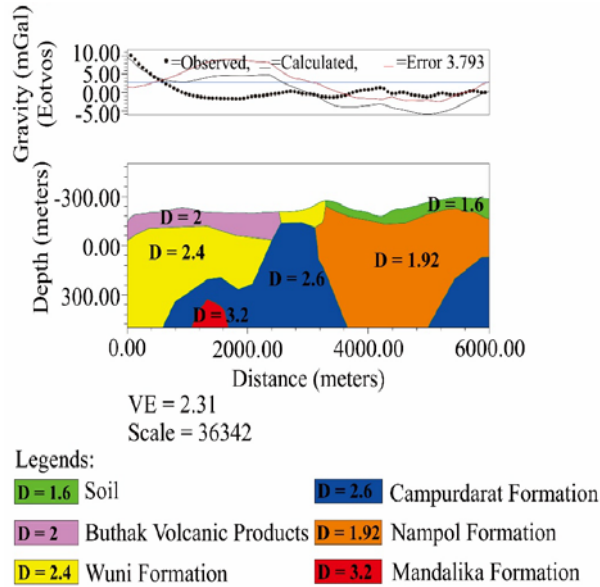 Gravity (mGal)
(Eotvos)
10.00
5.00
0.00
-5.00
=Observed, =Calculated, =Error 3.793
Depth (meters)
-300.00
0.00
300.00
D = 2
D = 1.6
D = 2.4
D = 1.92
D = 2.6
D = 3.2
0.00 2000.00 4000.00 6000.00
Distance (meters)
VE = 2.31
Scale = 36342
Legends:
D = 1.6 Soil
D = 2.6 Campurdarat Formation
D = 2 Buthak Volcanic Products
D = 1.92 Nampol Formation
D = 2.4 Wuni Formation
D = 3.2 Mandalika Formation